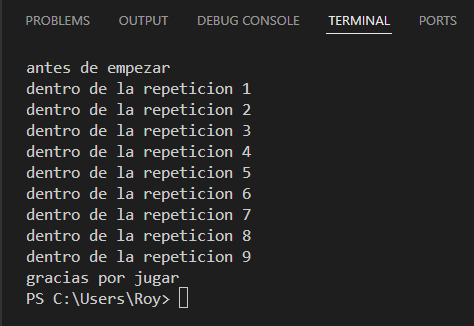 PROBLEMS OUTPUT DEBUG CONSOLE TERMINAL PORTS
antes de empezar
dentro de la repeticion 1
dentro de la repeticion 2
dentro de la repeticion 3
dentro de la repeticion 4
dentro de la repeticion 5
dentro de la repeticion 6
dentro de la repeticion 7
dentro de la repeticion 8
dentro de la repeticion 9
gracias por jugar
PS C:\Users\Roy>